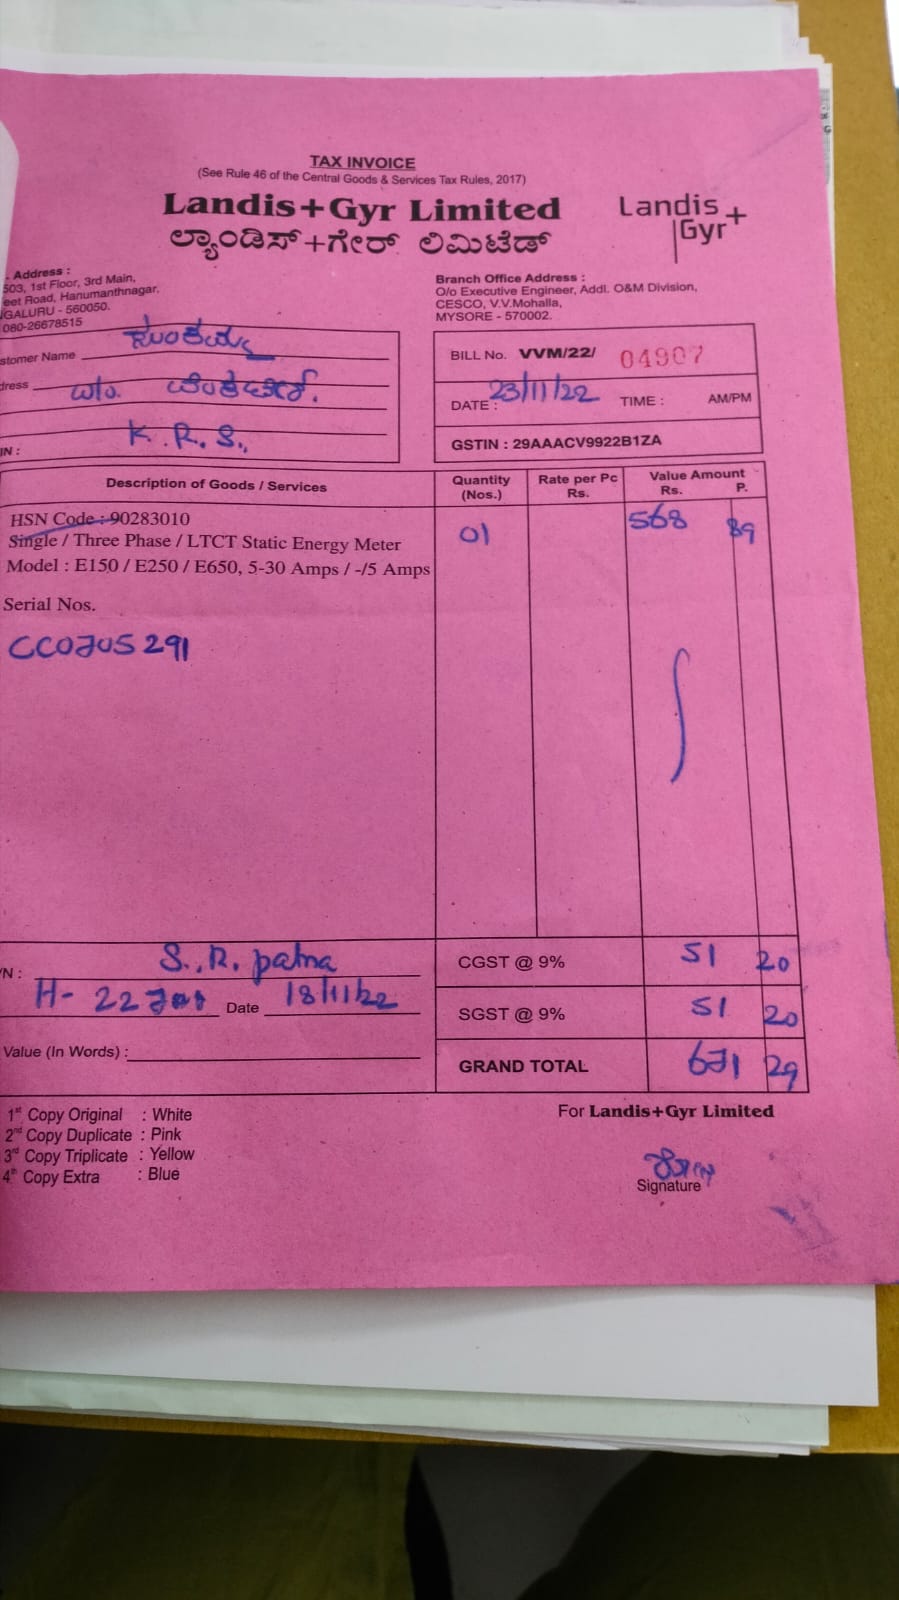 TAX INVOICE
(See Rule 46 of the Central Goods & Services Tax Rules, 2017)
Landis+Gyr Limited
ಲ್ಯಾಂಡಿಸ್+ಗೇರ್ ಲಿಮಿಟೆಡ್
Landis
Gyr+
- Address :
503, 1st Floor, 3rd Main,
eet Road, Hanumanthnagar,
GALURU - 560050.
080-26678515
Branch Office Address :
O/o Executive Engineer, Addl. O&M Division,
CESCO, V.V.Mohalla,
MYSORE - 570002.
stomer Name
dress
K.R.S.,
IN :
BILL No. VVM/22/ 04907
DATE : 23/11/22 TIME : AM/PM
GSTIN : 29AAACV9922B1ZA
Description of Goods / Services Quantity (Nos.) Rate per Pc Rs. Value Amount Rs. P.
HSN Code : 90283010 01 568 89
Single / Three Phase / LTCT Static Energy Meter
Model : E150 / E250 / E650, 5-30 Amps / -/5 Amps
Serial Nos.
CC0705291
/N : S.R. patna
H- Date 18/11/22
Value (In Words) :
CGST @ 9% 51 20
SGST @ 9% 51 20
GRAND TOTAL 671 29
1st Copy Original : White
2nd Copy Duplicate : Pink
3rd Copy Triplicate : Yellow
4th Copy Extra : Blue
For Landis+Gyr Limited
Signature